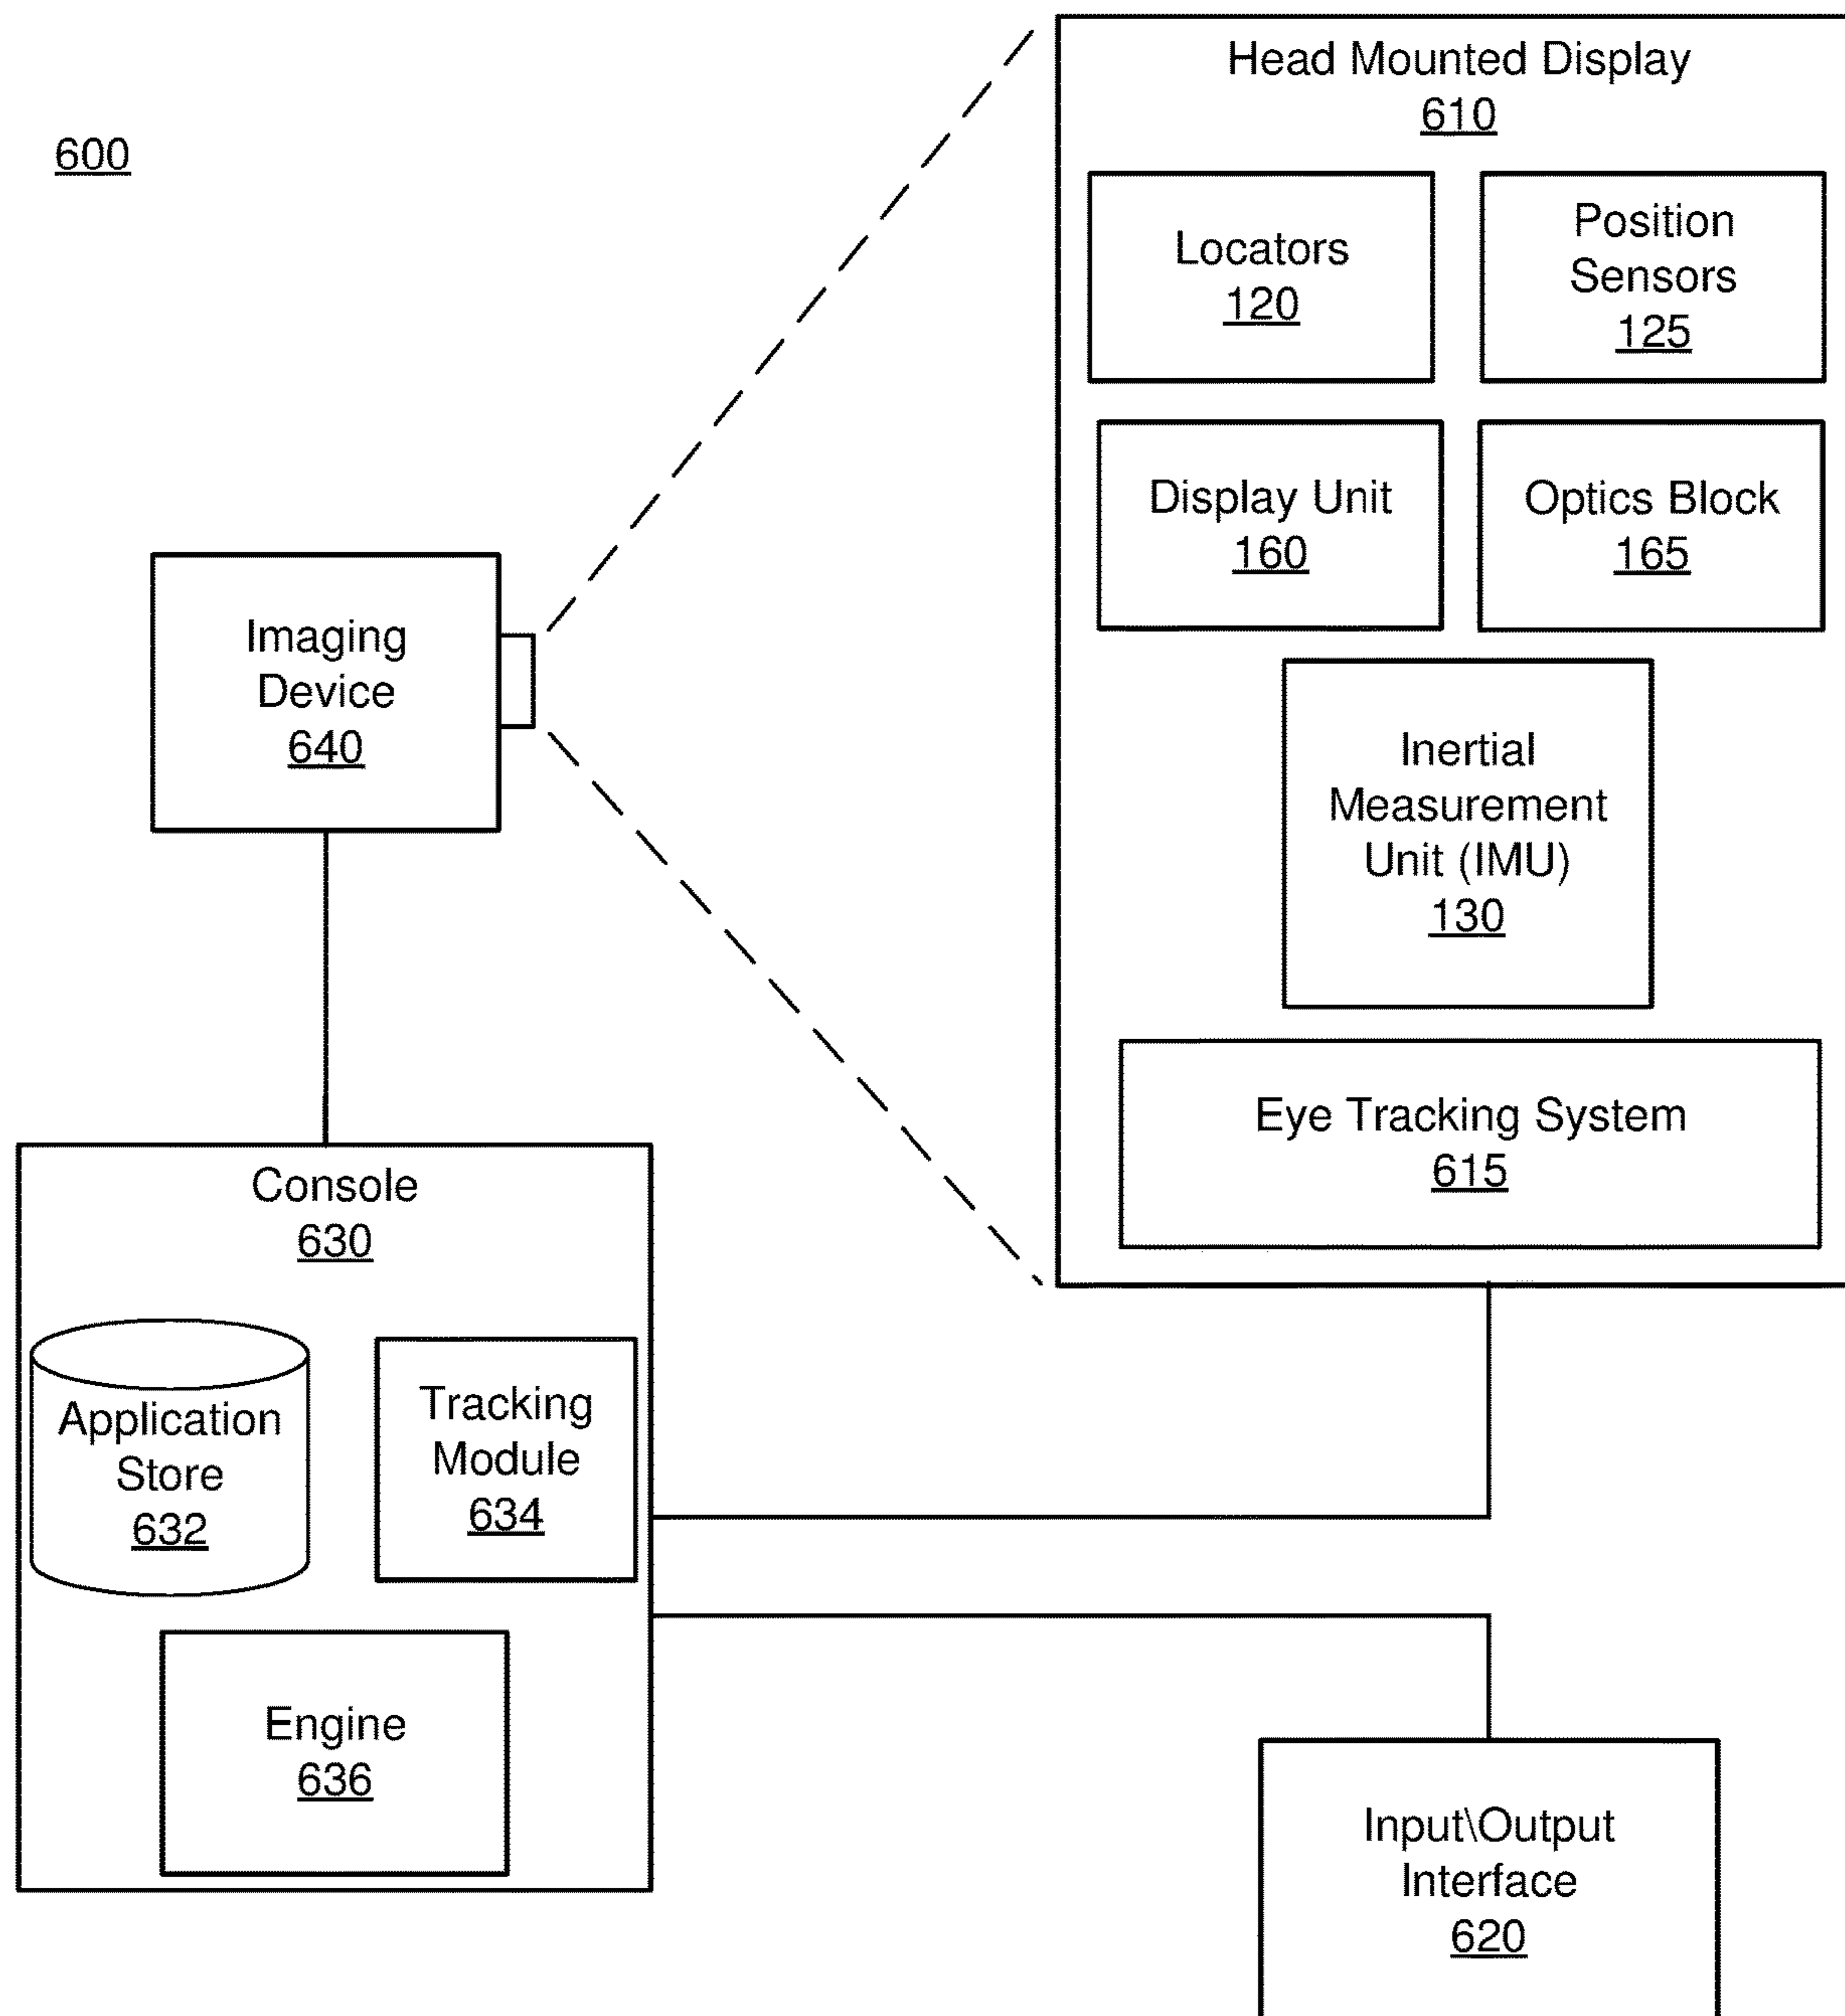 600
Head Mounted Display
610
Locators
120
Position
Sensors
125
Display Unit
160
Optics Block
165
Inertial
Measurement
Unit (IMU)
130
Eye Tracking System
615
Imaging
Device
640
Console
630
Application
Store
632
Tracking
Module
634
Engine
636
Input\Output
Interface
620